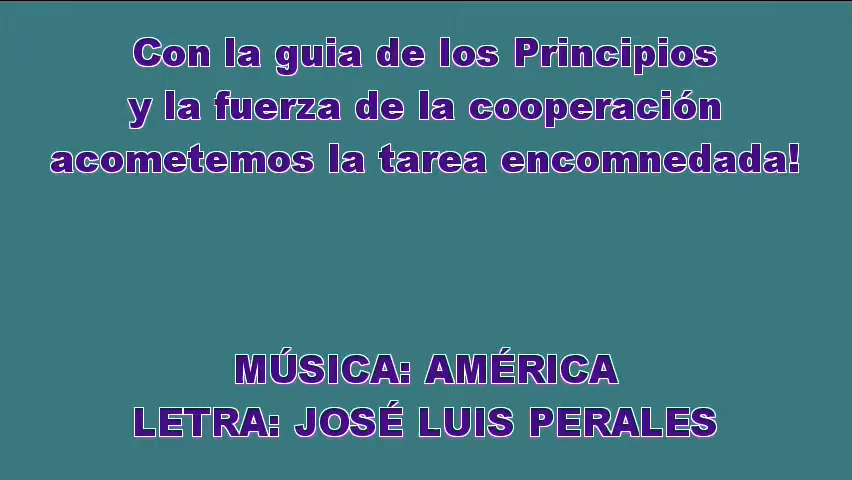 Con la guia de los Principios
y la fuerza de la cooperación
acometemos la tarea encomnedada!
MÚSICA: AMÉRICA
LETRA: JOSÉ LUIS PERALES